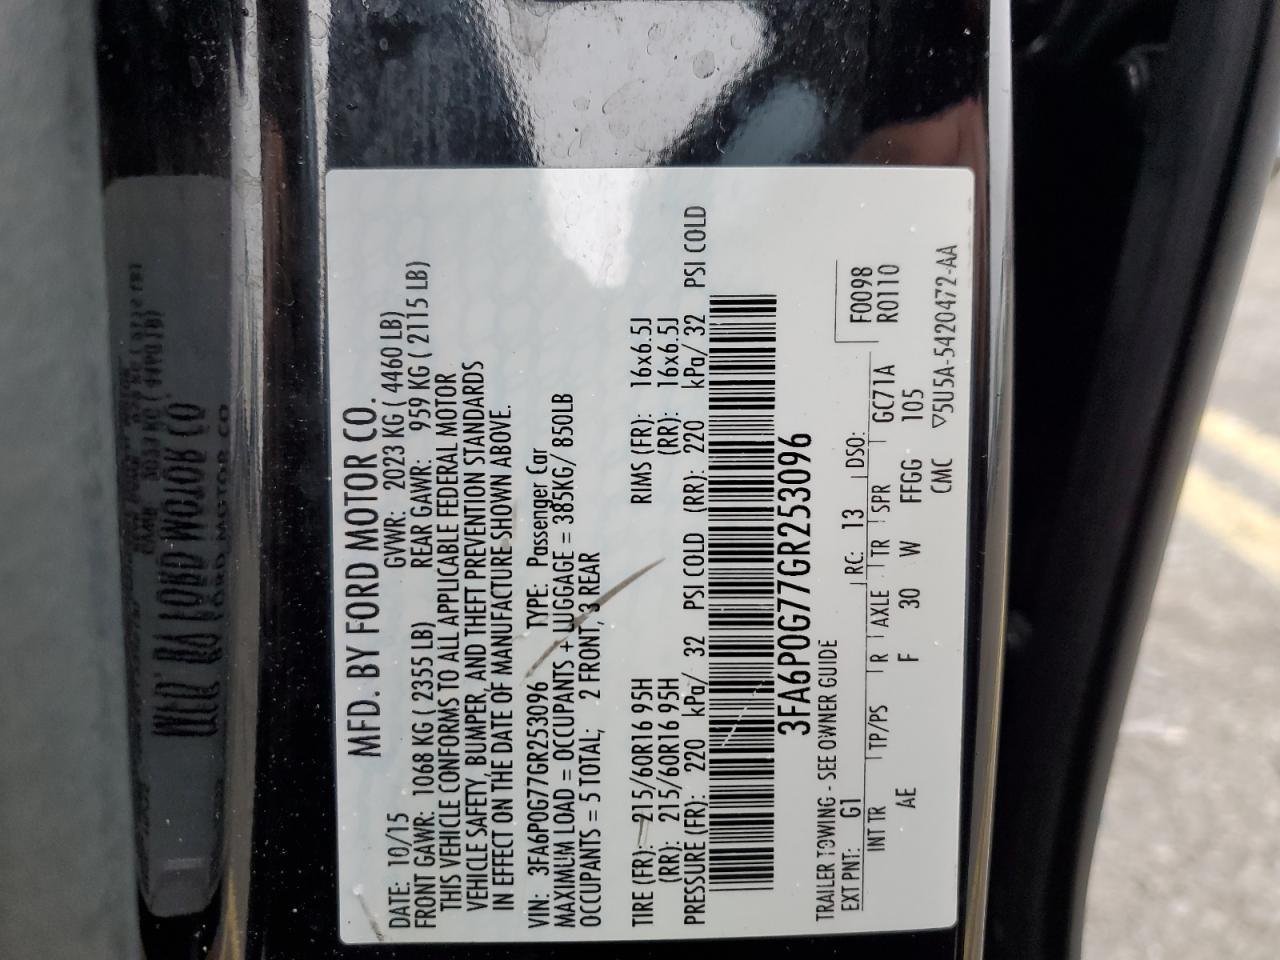 MFD. BY FORD MOTOR CO.
DATE: 10/15 GVWR: 2023 KG ( 4460 LB)
FRONT GAWR: 1068 KG ( 2355 LB) REAR GAWR: 959 KG ( 2115 LB)
THIS VEHICLE CONFORMS TO ALL APPLICABLE FEDERAL MOTOR
VEHICLE SAFETY, BUMPER, AND THEFT PREVENTION STANDARDS
IN EFFECT ON THE DATE OF MANUFACTURE SHOWN ABOVE.
VIN: 3FA6P0G77GR253096 TYPE: Passenger Car
MAXIMUM LOAD = OCCUPANTS + LUGGAGE = 385KG/ 850LB
OCCUPANTS = 5 TOTAL; 2 FRONT, 3 REAR
TIRE (FR): 215/60R16 95H RIMS (FR): 16x6.5J
(RR): 215/60R16 95H (RR): 16x6.5J
PRESSURE (FR): 220 kPa/ 32 PSI COLD (RR): 220 kPa/ 32 PSI COLD
3FA6P0G77GR253096
TRAILER TOWING - SEE OWNER GUIDE
EXT PNT: G1 RC: 13 DSO: F0098
INT TR TP/PS R AXLE TR SPR GC71A R0110
AE F 30 W FFGG 105
CMC ▽5U5A-5420472-AA